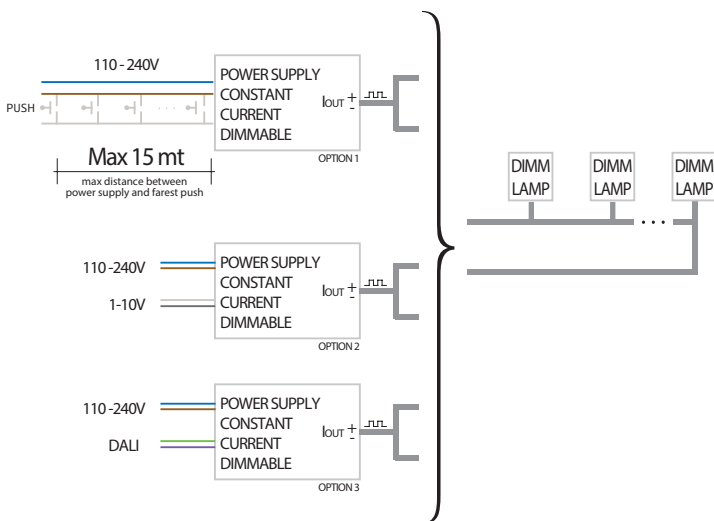 110 - 240V
PUSH
Max 15 mt
max distance between
power supply and farest push
POWER SUPPLY
CONSTANT
CURRENT
DIMMABLE
IOUT + -
OPTION 1
110 -240V
1-10V
POWER SUPPLY
CONSTANT
CURRENT
DIMMABLE
IOUT + -
OPTION 2
110 -240V
DALI
POWER SUPPLY
CONSTANT
CURRENT
DIMMABLE
IOUT + -
OPTION 3
DIMM
LAMP
DIMM
LAMP
...
DIMM
LAMP